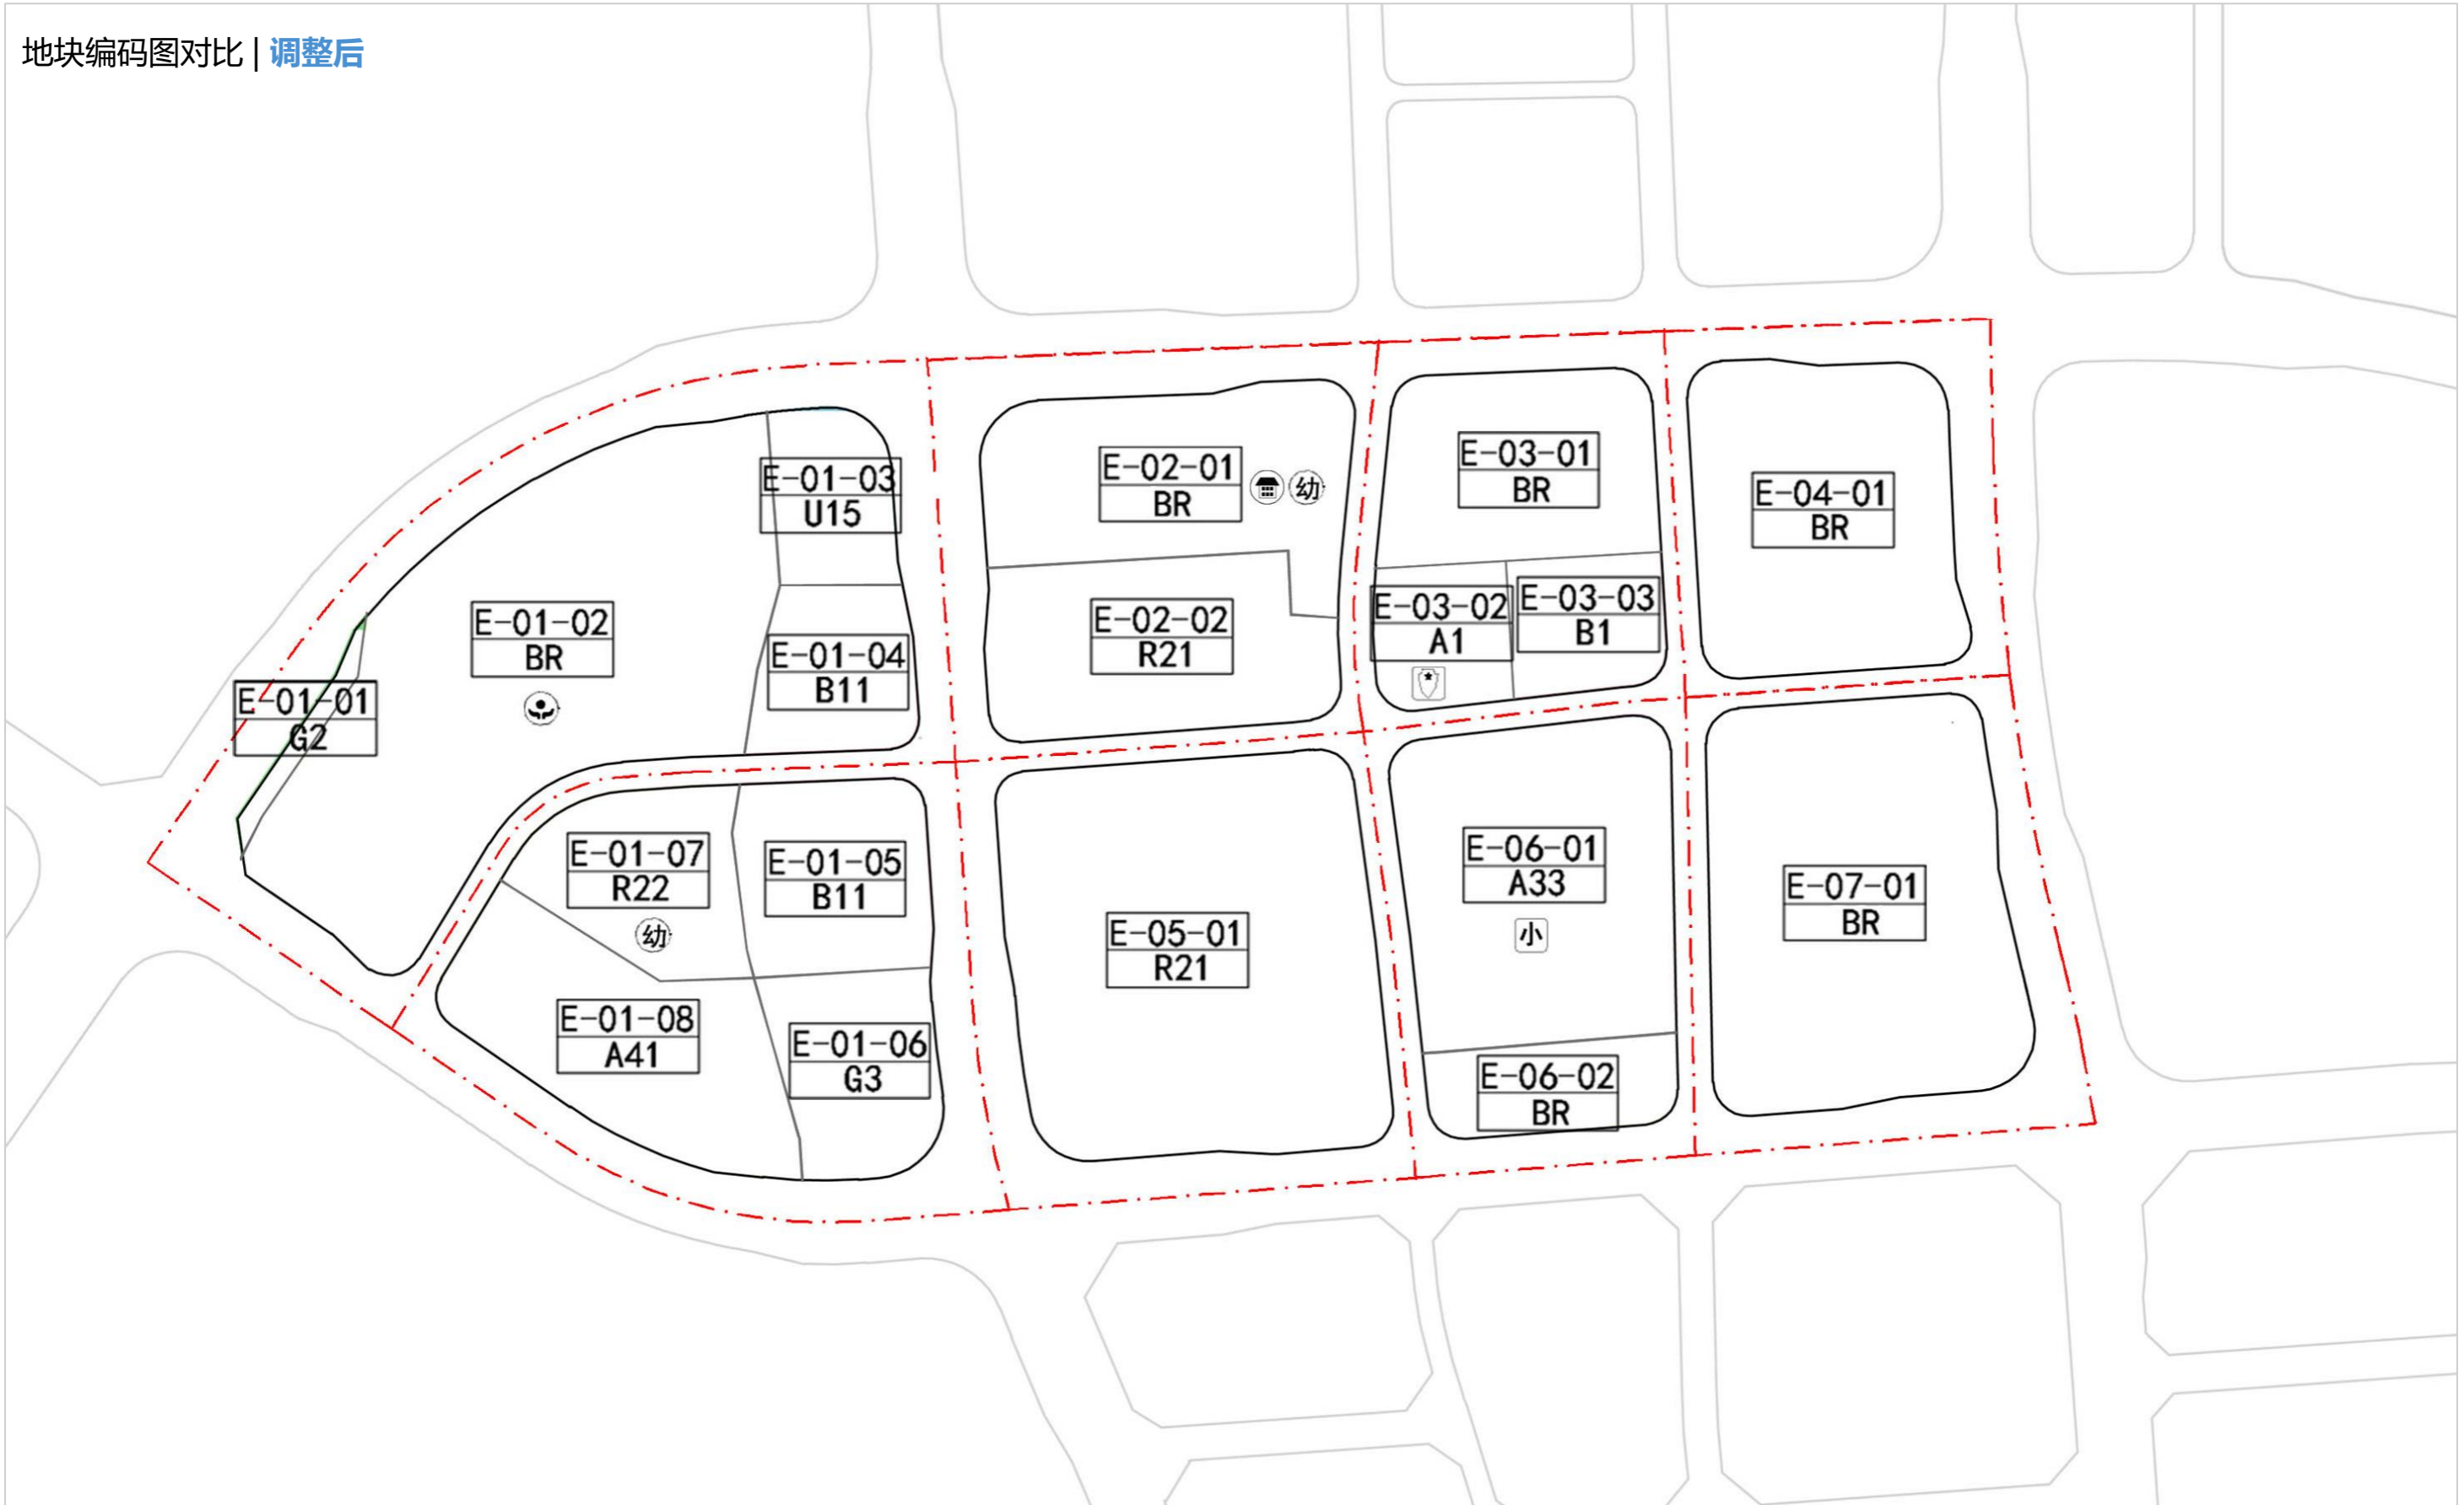 地块编码图对比 | 调整后
E-01-03
U15
E-02-01
BR
幼
E-03-01
BR
E-04-01
BR
E-01-02
BR
E-01-04
B11
E-02-02
R21
E-03-02
A1
E-03-03
B1
E-01-01
G2
E-01-07
R22
幼
E-01-05
B11
E-05-01
R21
E-06-01
A33
小
E-07-01
BR
E-01-08
A41
E-01-06
G3
E-06-02
BR